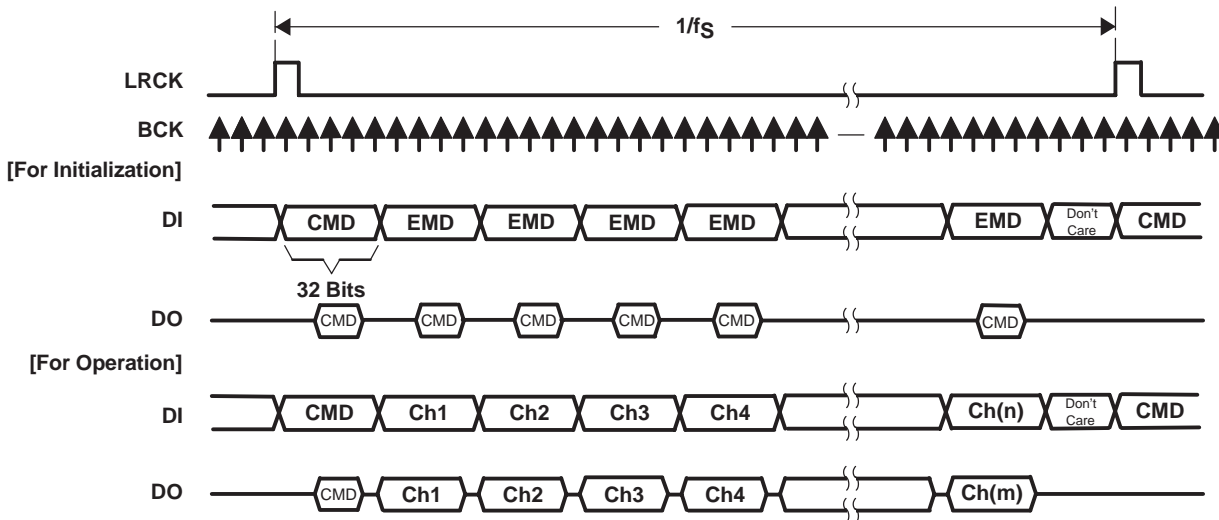 1/fS
LRCK
BCK
[For Initialization]
DI CMD EMD EMD EMD EMD EMD Don't Care CMD
32 Bits
DO CMD CMD CMD CMD CMD CMD
[For Operation]
DI CMD Ch1 Ch2 Ch3 Ch4 Ch(n) Don't Care CMD
DO CMD Ch1 Ch2 Ch3 Ch4 Ch(m)